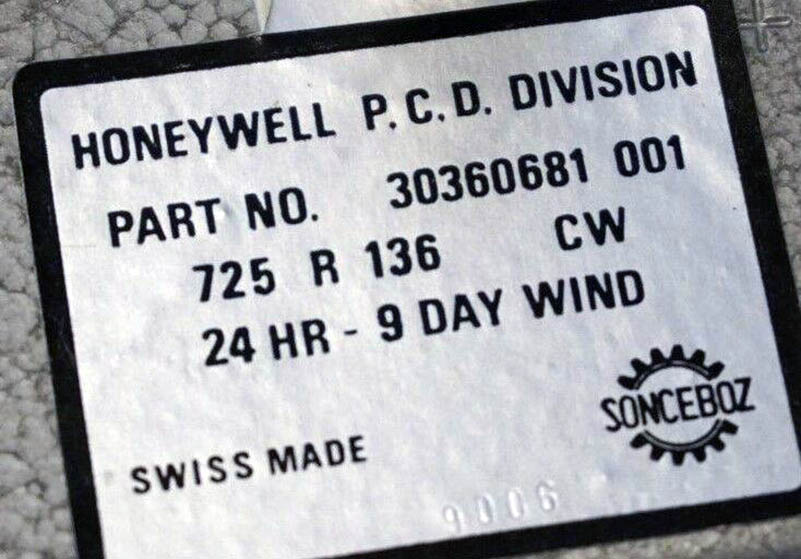 HONEYWELL P.C.D. DIVISION
PART NO. 30360681 001
725 R 136 CW
24 HR - 9 DAY WIND
SONCEBOZ
SWISS MADE
9006